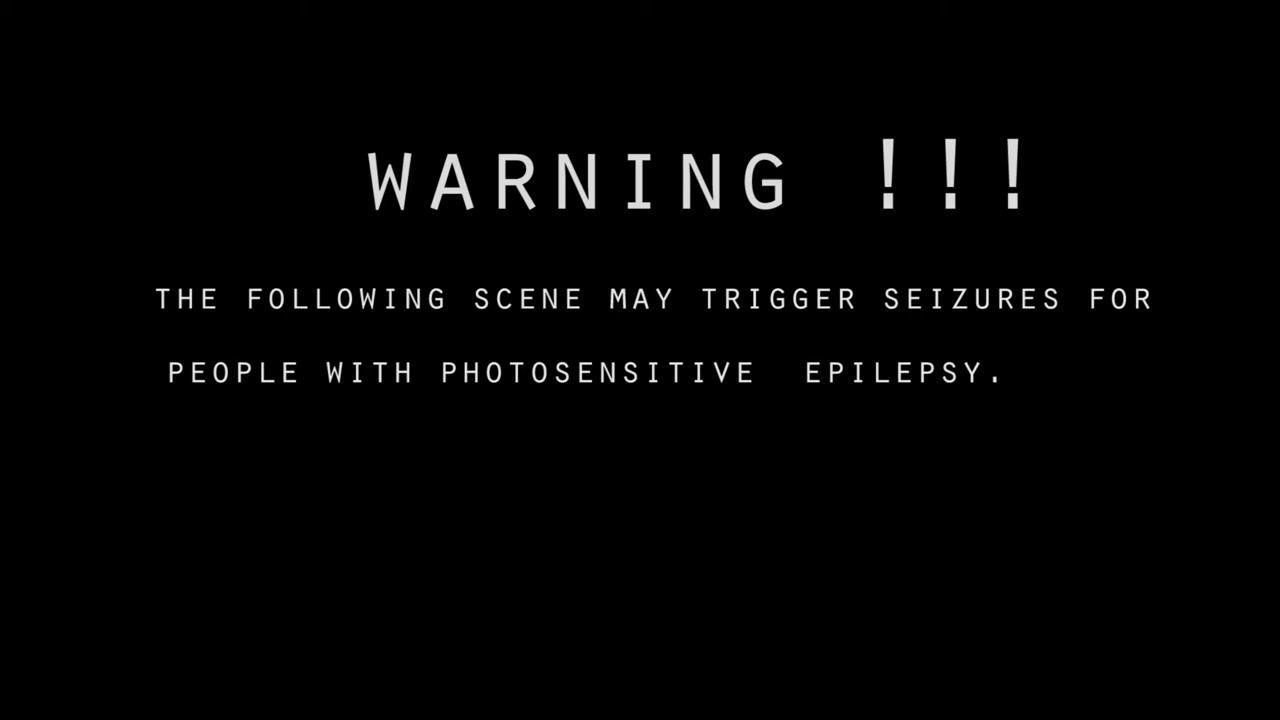 WARNING !!!
THE FOLLOWING SCENE MAY TRIGGER SEIZURES FOR
PEOPLE WITH PHOTOSENSITIVE  EPILEPSY.